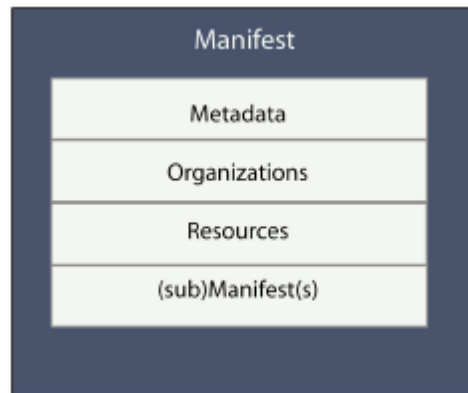 Manifest
Metadata
Organizations
Resources
(sub)Manifest(s)